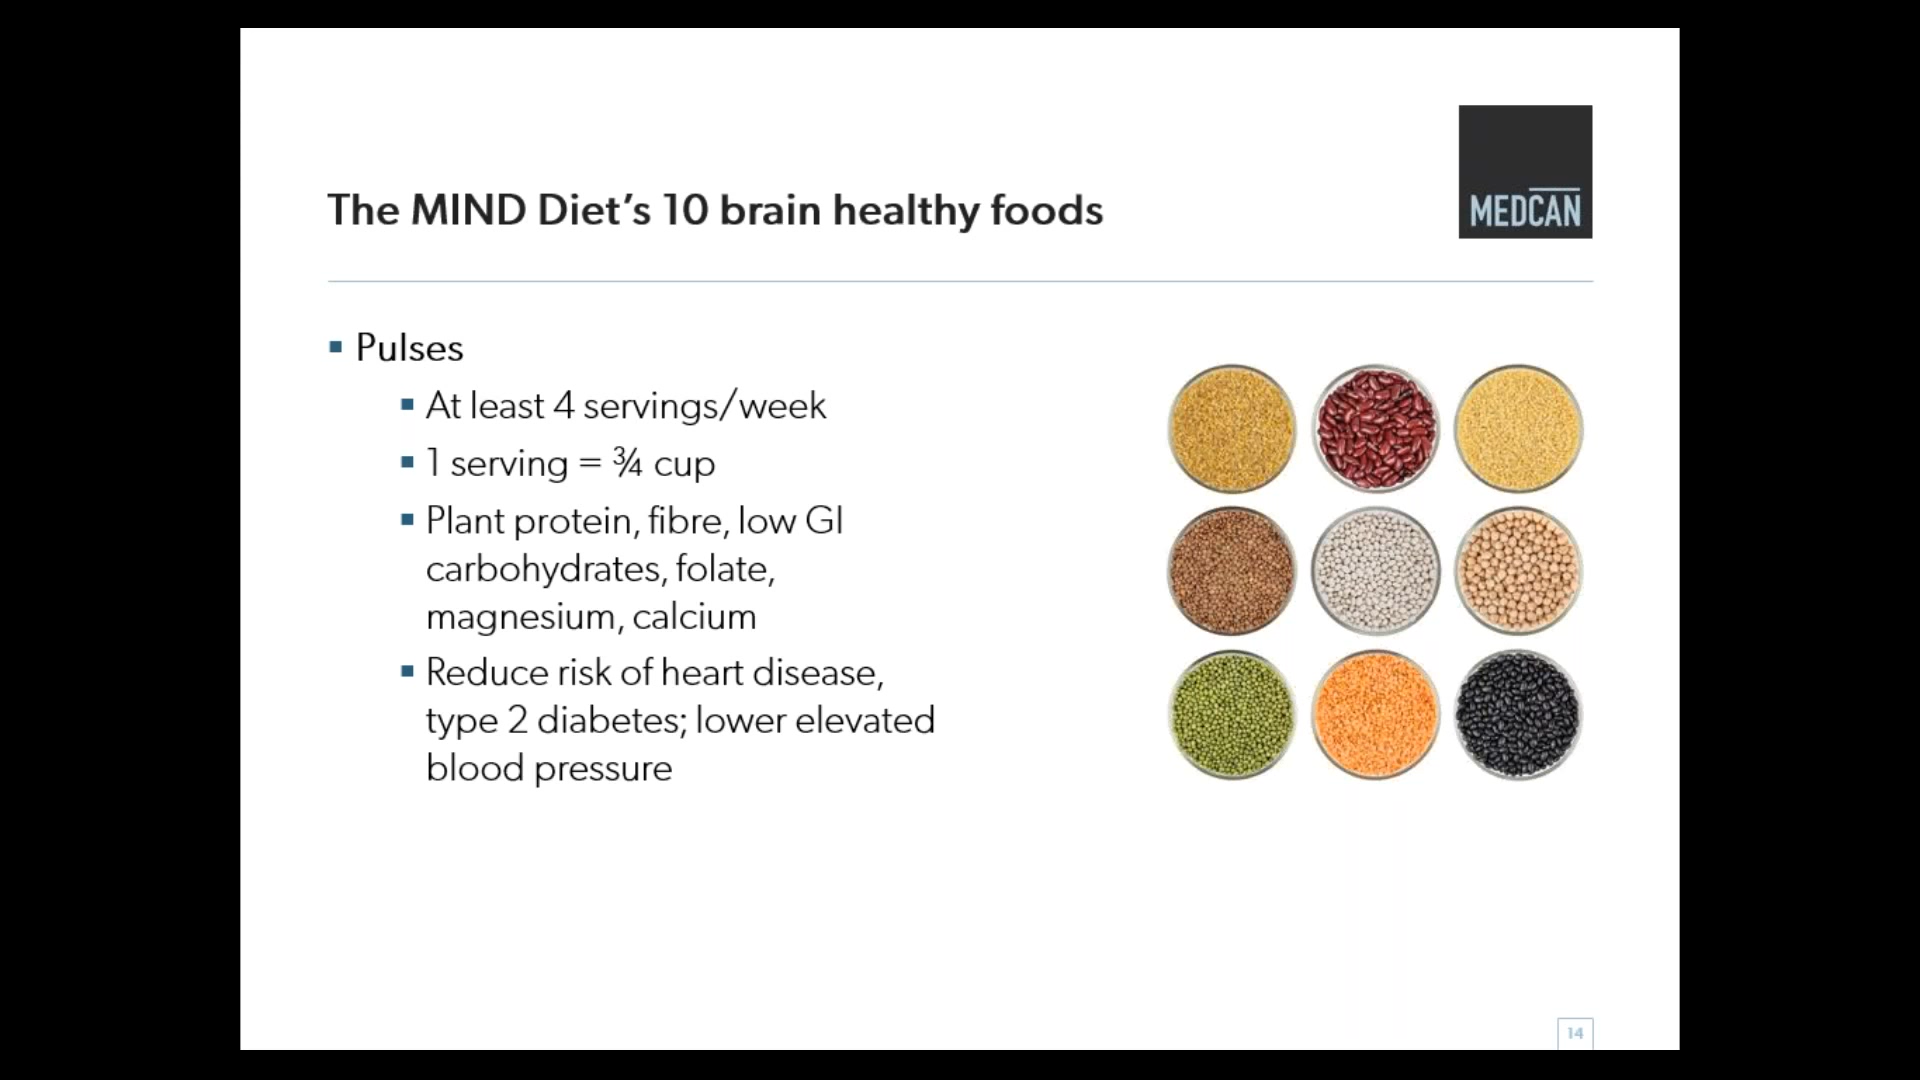 MEDCAN
The MIND Diet’s 10 brain healthy foods
Pulses
At least 4 servings/week
1 serving = ¾ cup
Plant protein, fibre, low GI
carbohydrates, folate,
magnesium, calcium
Reduce risk of heart disease,
type 2 diabetes; lower elevated
blood pressure
14